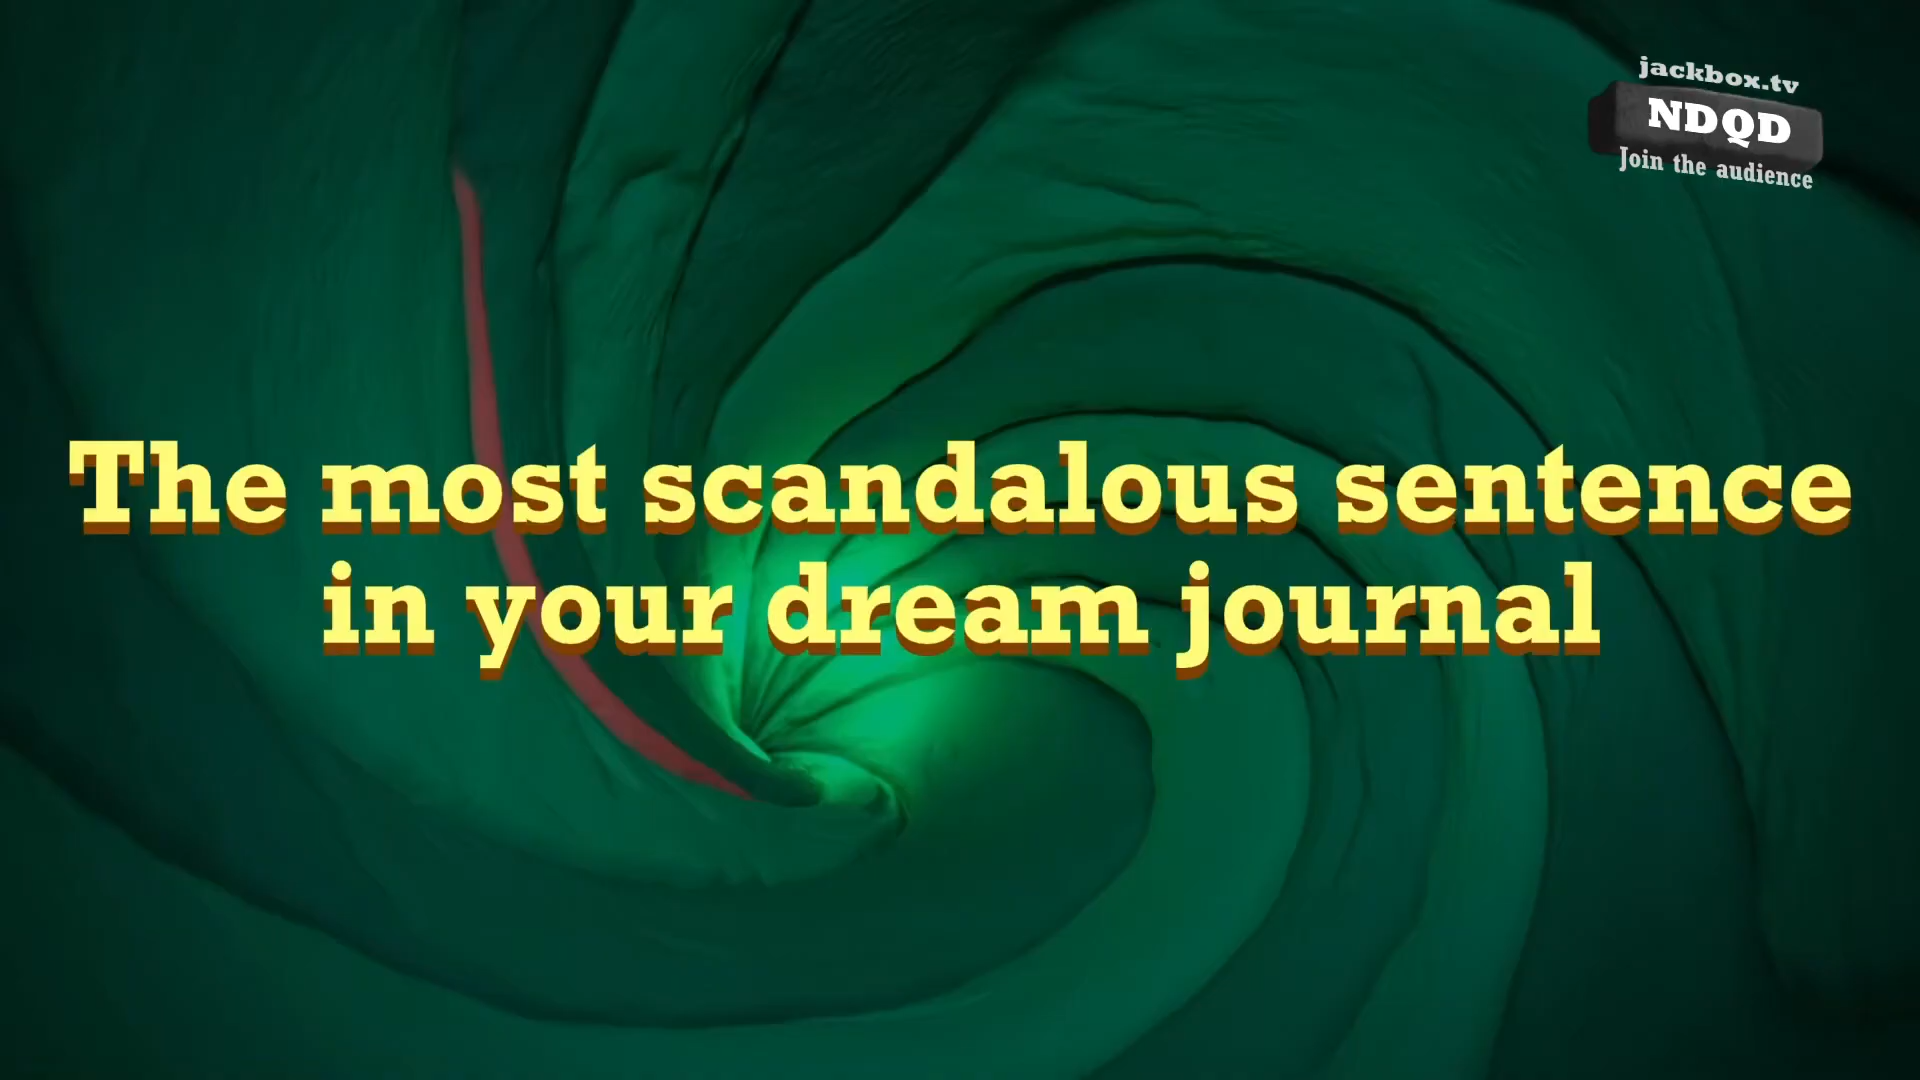 jackbox.tv
NDQD
Join the audience
The most scandalous sentence
in your dream journal